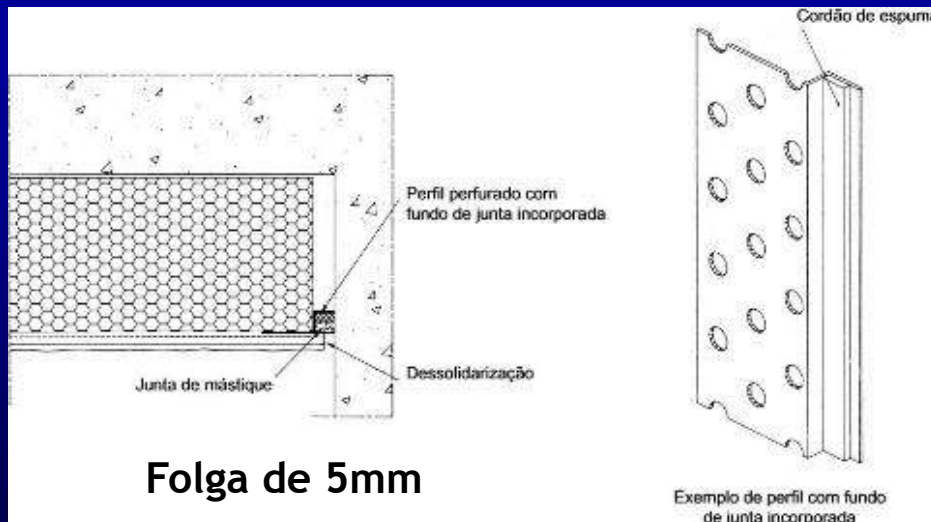 Cordão de espuma
Perfil perfurado com
fundo de junta incorporada
Junta de mástique
Dessolidarização
Folga de 5mm
Exemplo de perfil com fundo
de junta incorporada